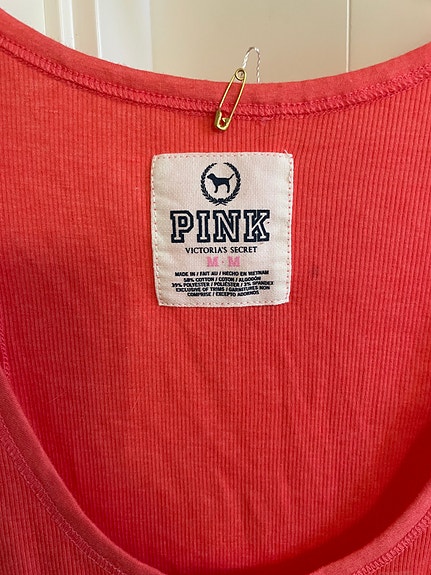 PINK
VICTORIA'S SECRET
M · M
MADE IN / FAIT AU / HECHO EN VIETNAM
58% COTTON / COTON / ALGODÓN
39% POLYESTER / POLIÉSTER / 3% SPANDEX
EXCLUSIVE OF TRIMS / GARNITURES NON
COMPRISE / EXCEPTO ADORNOS